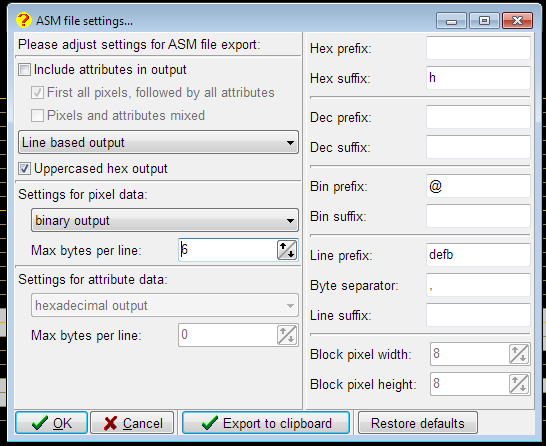 ASM file settings...
Please adjust settings for ASM file export:
Include attributes in output
First all pixels, followed by all attributes
Pixels and attributes mixed
Line based output
Uppercased hex output
Settings for pixel data:
binary output
Max bytes per line: 6
Settings for attribute data:
hexadecimal output
Max bytes per line: 0
Hex prefix:
Hex suffix: h
Dec prefix:
Dec suffix:
Bin prefix: @
Bin suffix:
Line prefix: defb
Byte separator: ,
Line suffix:
Block pixel width: 8
Block pixel height: 8
OK Cancel Export to clipboard Restore defaults